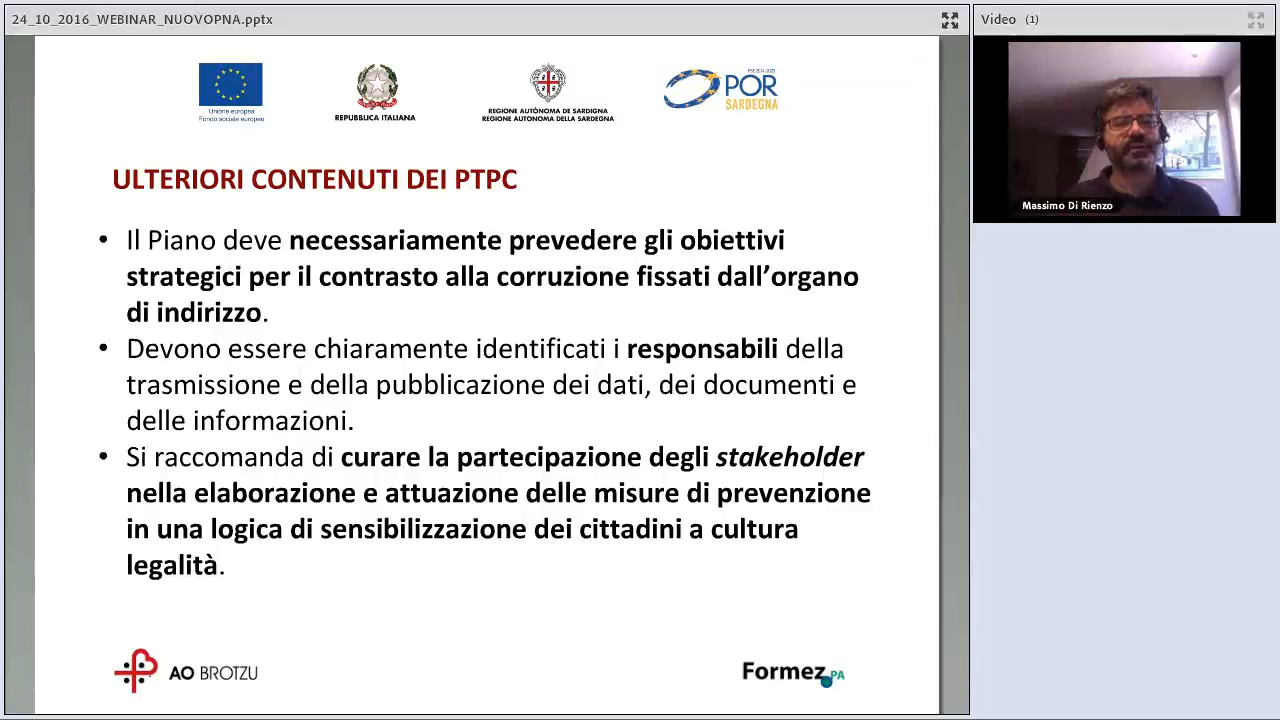 24_10_2016_WEBINAR_NUOVOPNA.pptx
Video (1)
Unione europea
Fondo sociale europeo
REPUBBLICA ITALIANA
REGIONE AUTÒNOMA DE SARDIGNA
REGIONE AUTONOMA DELLA SARDEGNA
FSE 2014-2020
POR
SARDEGNA
Massimo Di Rienzo
ULTERIORI CONTENUTI DEI PTPC
• Il Piano deve necessariamente prevedere gli obiettivi
strategici per il contrasto alla corruzione fissati dall’organo
di indirizzo.
• Devono essere chiaramente identificati i responsabili della
trasmissione e della pubblicazione dei dati, dei documenti e
delle informazioni.
• Si raccomanda di curare la partecipazione degli stakeholder
nella elaborazione e attuazione delle misure di prevenzione
in una logica di sensibilizzazione dei cittadini a cultura
legalità.
AO BROTZU
Formez PA